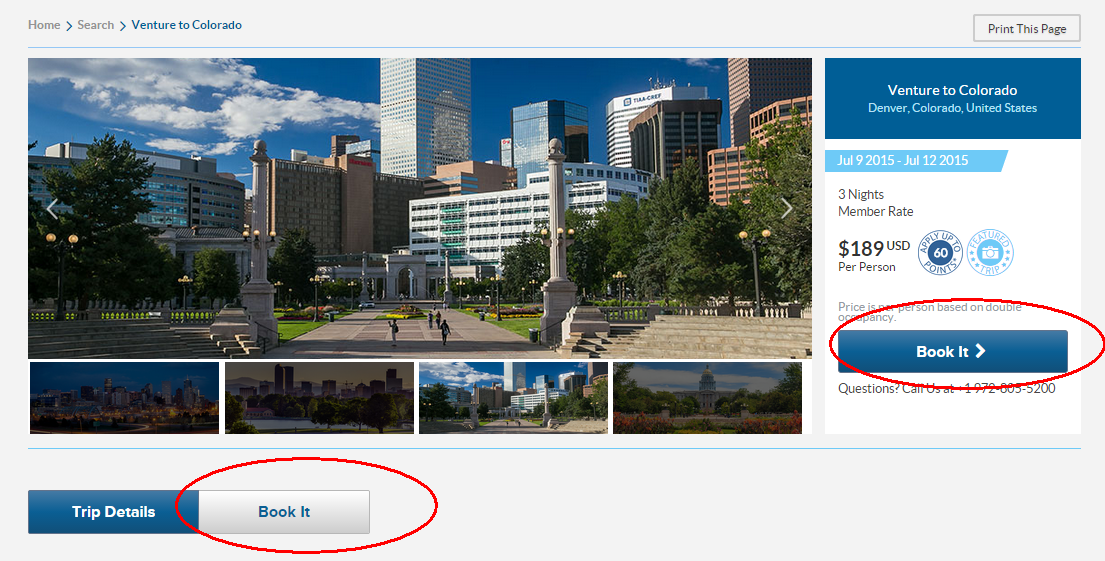 Home > Search > Venture to Colorado
Print This Page
TIAA-CREF
Venture to Colorado
Denver, Colorado, United States
Jul 9 2015 - Jul 12 2015
3 Nights
Member Rate
$189 USD
Per Person
APPLY UP TO
60
POINTS
FEATURED
TRIP
Price is per person based on double
occupancy.
Book It >
Questions? Call Us at +1 972-805-5200
Trip Details
Book It